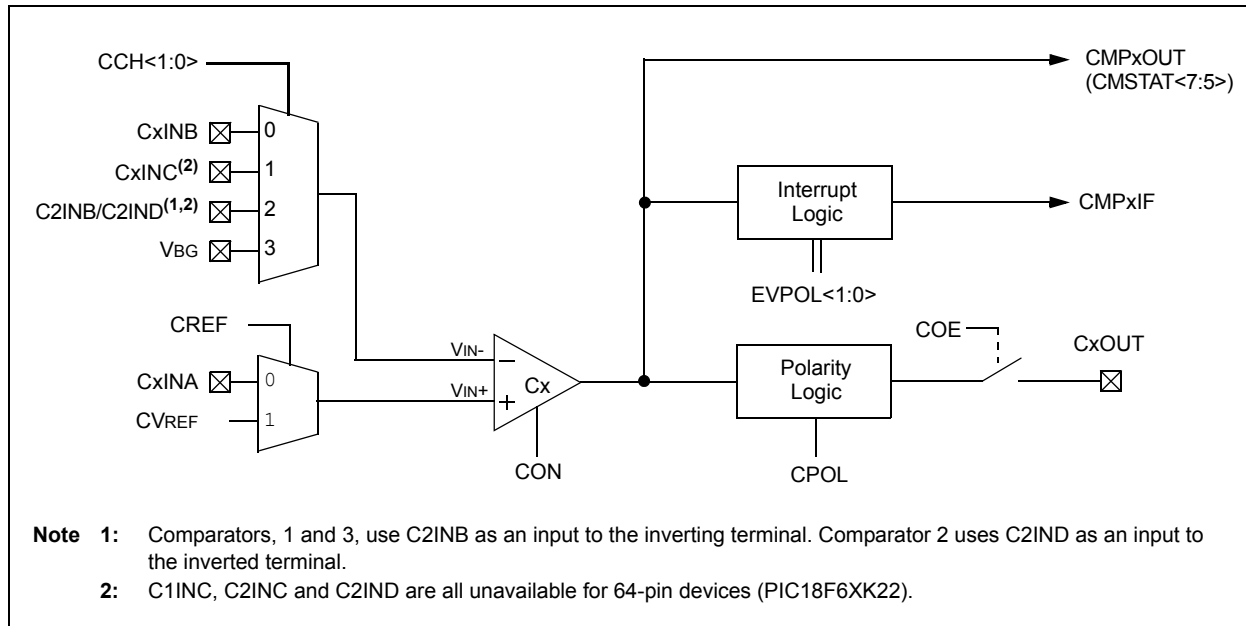 CCH<1:0>
CxINB
0
CxINC(2)
1
C2INB/C2IND(1,2)
2
VBG
3
CREF
CxINA
0
CVREF
1
VIN-
VIN+
–
+
Cx
CON
CMPxOUT
(CMSTAT<7:5>)
Interrupt
Logic
CMPxIF
EVPOL<1:0>
COE
CxOUT
Polarity
Logic
CPOL
Note 1: Comparators, 1 and 3, use C2INB as an input to the inverting terminal. Comparator 2 uses C2IND as an input to
the inverted terminal.
2: C1INC, C2INC and C2IND are all unavailable for 64-pin devices (PIC18F6XK22).